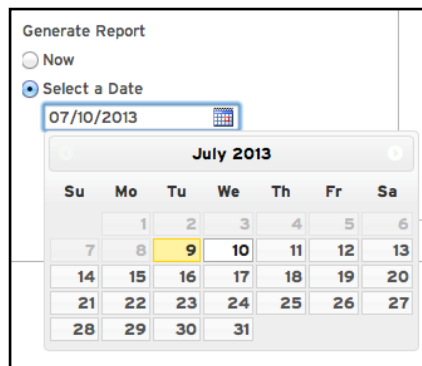 Generate Report
Now
Select a Date
07/10/2013
July 2013
Su Mo Tu We Th Fr Sa
1 2 3 4 5 6
7 8 9 10 11 12 13
14 15 16 17 18 19 20
21 22 23 24 25 26 27
28 29 30 31